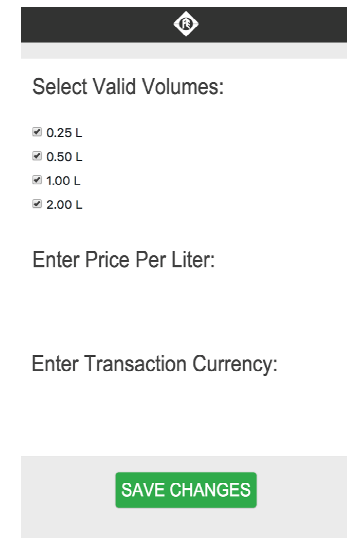 Select Valid Volumes:
0.25 L
0.50 L
1.00 L
2.00 L
Enter Price Per Liter:
Enter Transaction Currency:
SAVE CHANGES